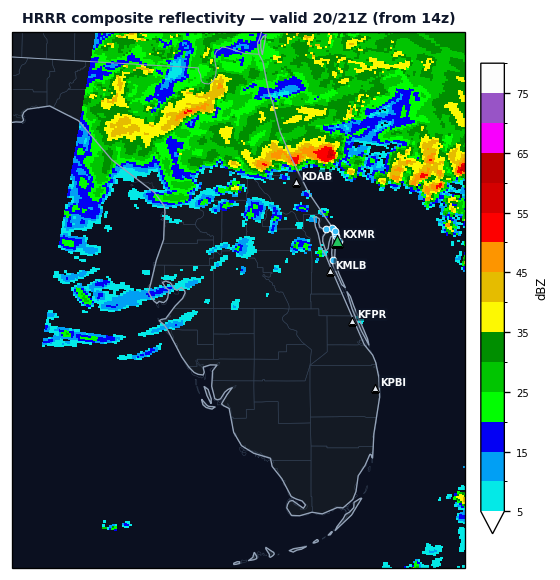 HRRR composite reflectivity — valid 20/21Z (from 14z)
75
65
55
45
35
25
15
5
dBZ
KDAB
KXMR
KMLB
KFPR
KPBI